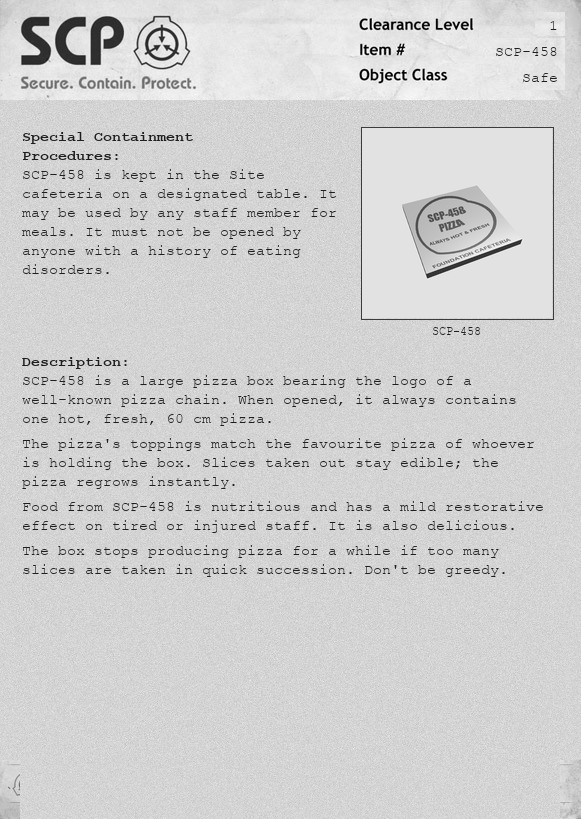 SCP
Secure. Contain. Protect.
Clearance Level 1
Item # SCP-458
Object Class Safe
Special Containment
Procedures:
SCP-458 is kept in the Site
cafeteria on a designated table. It
may be used by any staff member for
meals. It must not be opened by
anyone with a history of eating
disorders.
SCP-458
PIZZA
ALWAYS HOT & FRESH
FOUNDATION CAFETERIA
SCP-458
Description:
SCP-458 is a large pizza box bearing the logo of a
well-known pizza chain. When opened, it always contains
one hot, fresh, 60 cm pizza.
The pizza's toppings match the favourite pizza of whoever
is holding the box. Slices taken out stay edible; the
pizza regrows instantly.
Food from SCP-458 is nutritious and has a mild restorative
effect on tired or injured staff. It is also delicious.
The box stops producing pizza for a while if too many
slices are taken in quick succession. Don't be greedy.